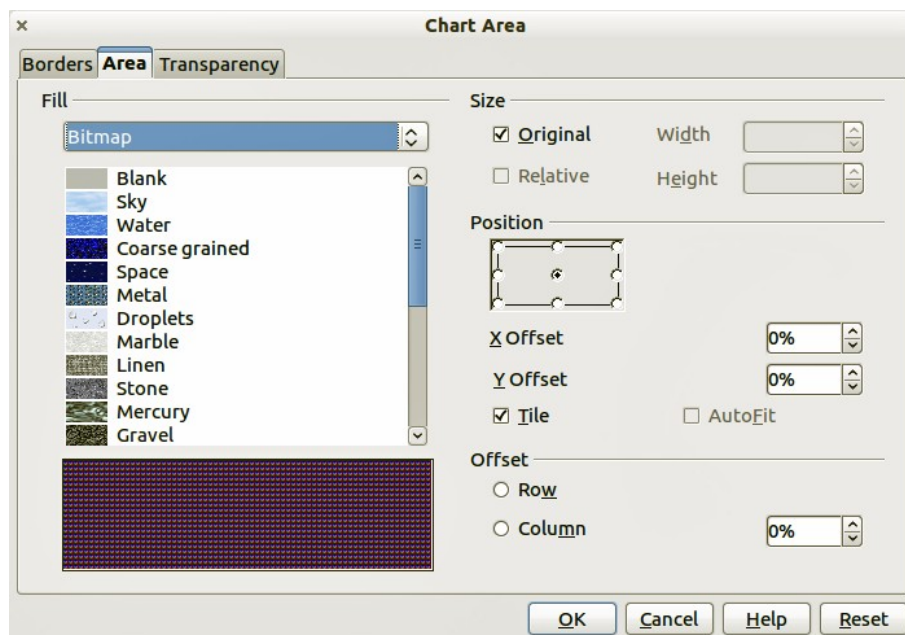 Chart Area
Borders Area Transparency
Fill
Bitmap
Blank
Sky
Water
Coarse grained
Space
Metal
Droplets
Marble
Linen
Stone
Mercury
Gravel
Size
Original Width
Relative Height
Position
X Offset 0%
Y Offset 0%
Tile AutoFit
Offset
Row
Column 0%
OK Cancel Help Reset